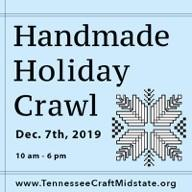 Handmade
Holiday
Crawl
Dec. 7th, 2019
10 am - 6 pm
www.TennesseeCraftMidstate.org